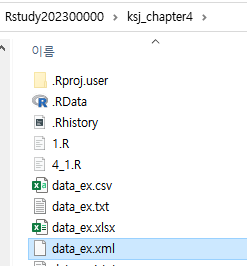 Rstudy202300000 > ksj_chapter4 >
이름
.Rproj.user
.RData
.Rhistory
1.R
4_1.R
data_ex.csv
data_ex.txt
data_ex.xlsx
data_ex.xml